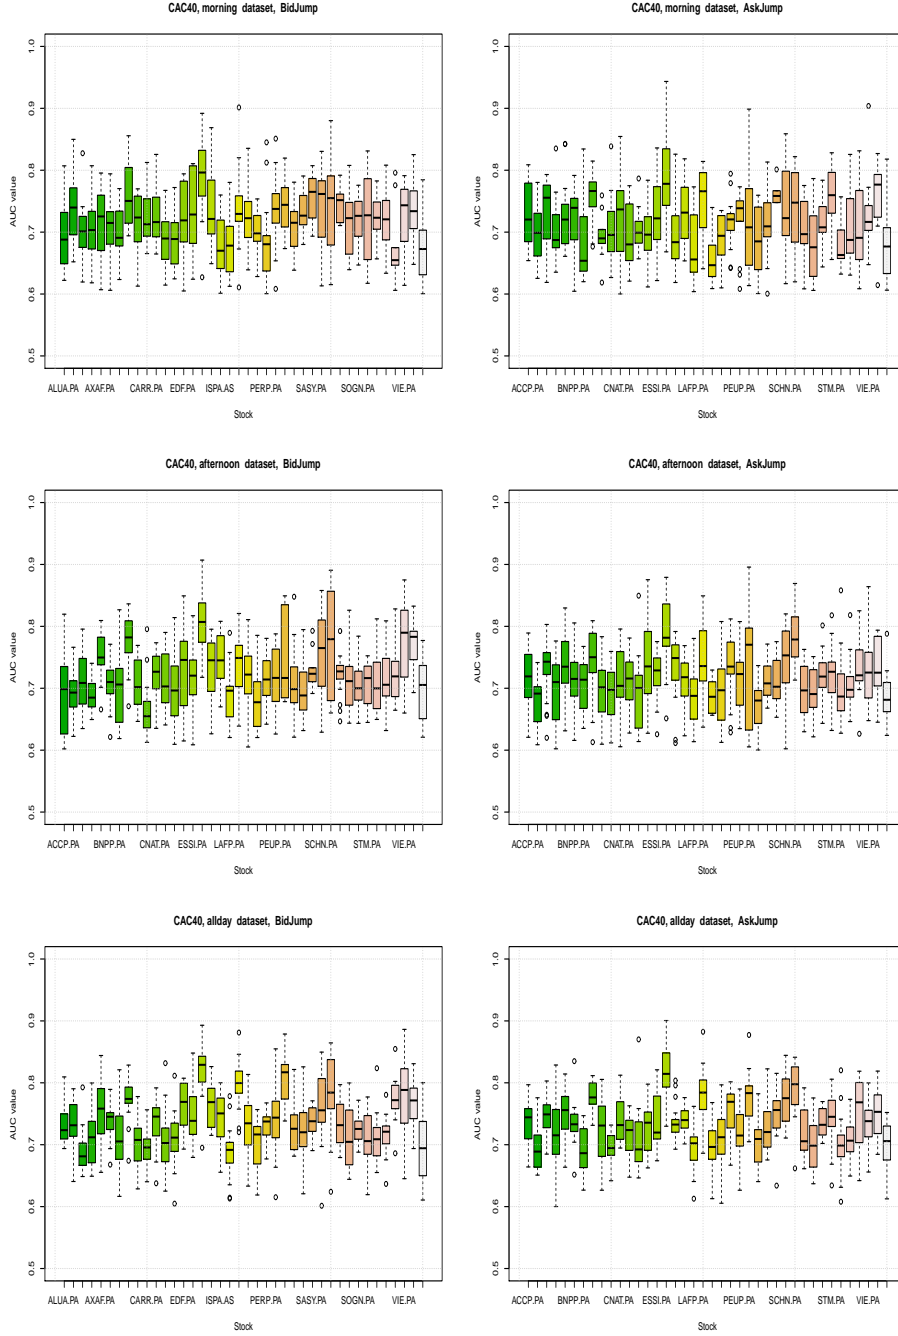 CAC40, morning dataset, BidJump
AUC value
1.0
0.9
0.8
0.7
0.6
0.5
ALUA.PA AXAF.PA CARR.PA EDF.PA ISPA.AS PERP.PA SASY.PA SOGN.PA VIE.PA
Stock
CAC40, morning dataset, AskJump
AUC value
1.0
0.9
0.8
0.7
0.6
0.5
ACCP.PA BNPP.PA CNAT.PA ESSI.PA LAFP.PA PEUP.PA SCHN.PA STM.PA VIE.PA
Stock
CAC40, afternoon dataset, BidJump
AUC value
1.0
0.9
0.8
0.7
0.6
0.5
ACCP.PA BNPP.PA CNAT.PA ESSI.PA LAFP.PA PEUP.PA SCHN.PA STM.PA VIE.PA
Stock
CAC40, afternoon dataset, AskJump
AUC value
1.0
0.9
0.8
0.7
0.6
0.5
ACCP.PA BNPP.PA CNAT.PA ESSI.PA LAFP.PA PEUP.PA SCHN.PA STM.PA VIE.PA
Stock
CAC40, allday dataset, BidJump
AUC value
1.0
0.9
0.8
0.7
0.6
0.5
ALUA.PA AXAF.PA CARR.PA EDF.PA ISPA.AS PERP.PA SASY.PA SOGN.PA VIE.PA
Stock
CAC40, allday dataset, AskJump
AUC value
1.0
0.9
0.8
0.7
0.6
0.5
ACCP.PA BNPP.PA CNAT.PA ESSI.PA LAFP.PA PEUP.PA SCHN.PA STM.PA VIE.PA
Stock